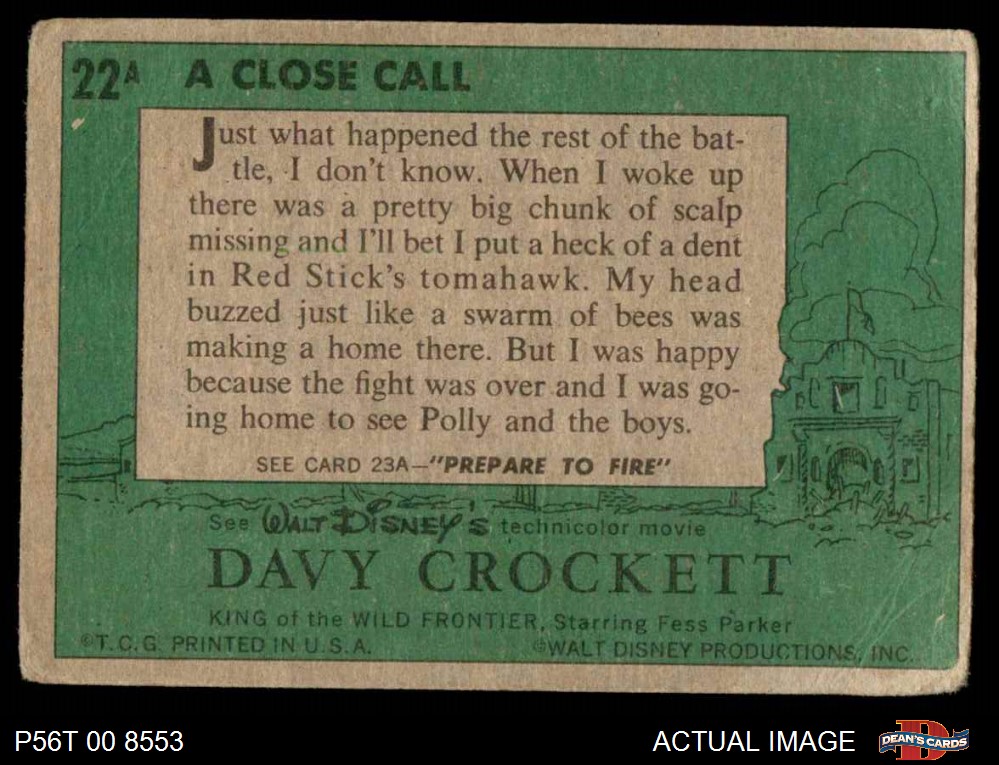 22A A CLOSE CALL
Just what happened the rest of the bat-
tle, I don't know. When I woke up
there was a pretty big chunk of scalp
missing and I'll bet I put a heck of a dent
in Red Stick's tomahawk. My head
buzzed just like a swarm of bees was
making a home there. But I was happy
because the fight was over and I was go-
ing home to see Polly and the boys.
SEE CARD 23A—"PREPARE TO FIRE"
See WALT DISNEY'S technicolor movie
DAVY CROCKETT
KING of the WILD FRONTIER, Starring Fess Parker
©T.C.G. PRINTED IN U.S.A. ©WALT DISNEY PRODUCTIONS, INC.
P56T 00 8553 ACTUAL IMAGE DEAN'S CARDS